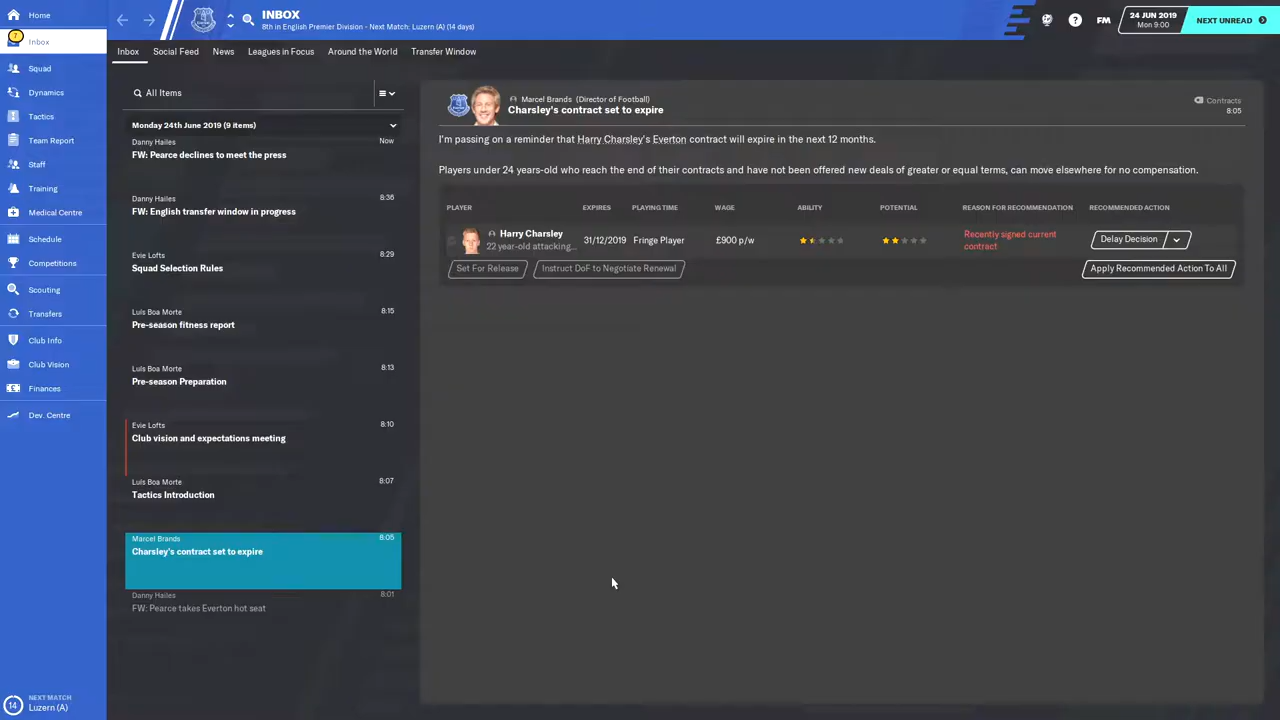 Home
7
Inbox
Squad
Dynamics
Tactics
Team Report
Staff
Training
Medical Centre
Schedule
Competitions
Scouting
Transfers
Club Info
Club Vision
Finances
Dev. Centre
14
NEXT MATCH
Luzern (A)
INBOX
8th in English Premier Division - Next Match: Luzern (A) (14 days)
?
FM
24 JUN 2019
Mon 9:00
NEXT UNREAD
Inbox
Social Feed
News
Leagues in Focus
Around the World
Transfer Window
All Items
Monday 24th June 2019 (9 items)
Danny Hailes
Now
FW: Pearce declines to meet the press
Danny Hailes
8:36
FW: English transfer window in progress
Evie Lofts
8:29
Squad Selection Rules
Luís Boa Morte
8:15
Pre-season fitness report
Luís Boa Morte
8:13
Pre-season Preparation
Evie Lofts
8:10
Club vision and expectations meeting
Luís Boa Morte
8:07
Tactics Introduction
Marcel Brands
8:05
Charsley's contract set to expire
Danny Hailes
8:01
FW: Pearce takes Everton hot seat
Marcel Brands (Director of Football)
Charsley's contract set to expire
Contracts
8:05
I'm passing on a reminder that Harry Charsley's Everton contract will expire in the next 12 months.
Players under 24 years-old who reach the end of their contracts and have not been offered new deals of greater or equal terms, can move elsewhere for no compensation.
PLAYER EXPIRES PLAYING TIME WAGE ABILITY POTENTIAL REASON FOR RECOMMENDATION RECOMMENDED ACTION
Harry Charsley
22 year-old attacking...
31/12/2019
Fringe Player
£900 p/w
Recently signed current
contract
Delay Decision
Set For Release
Instruct DoF to Negotiate Renewal
Apply Recommended Action To All